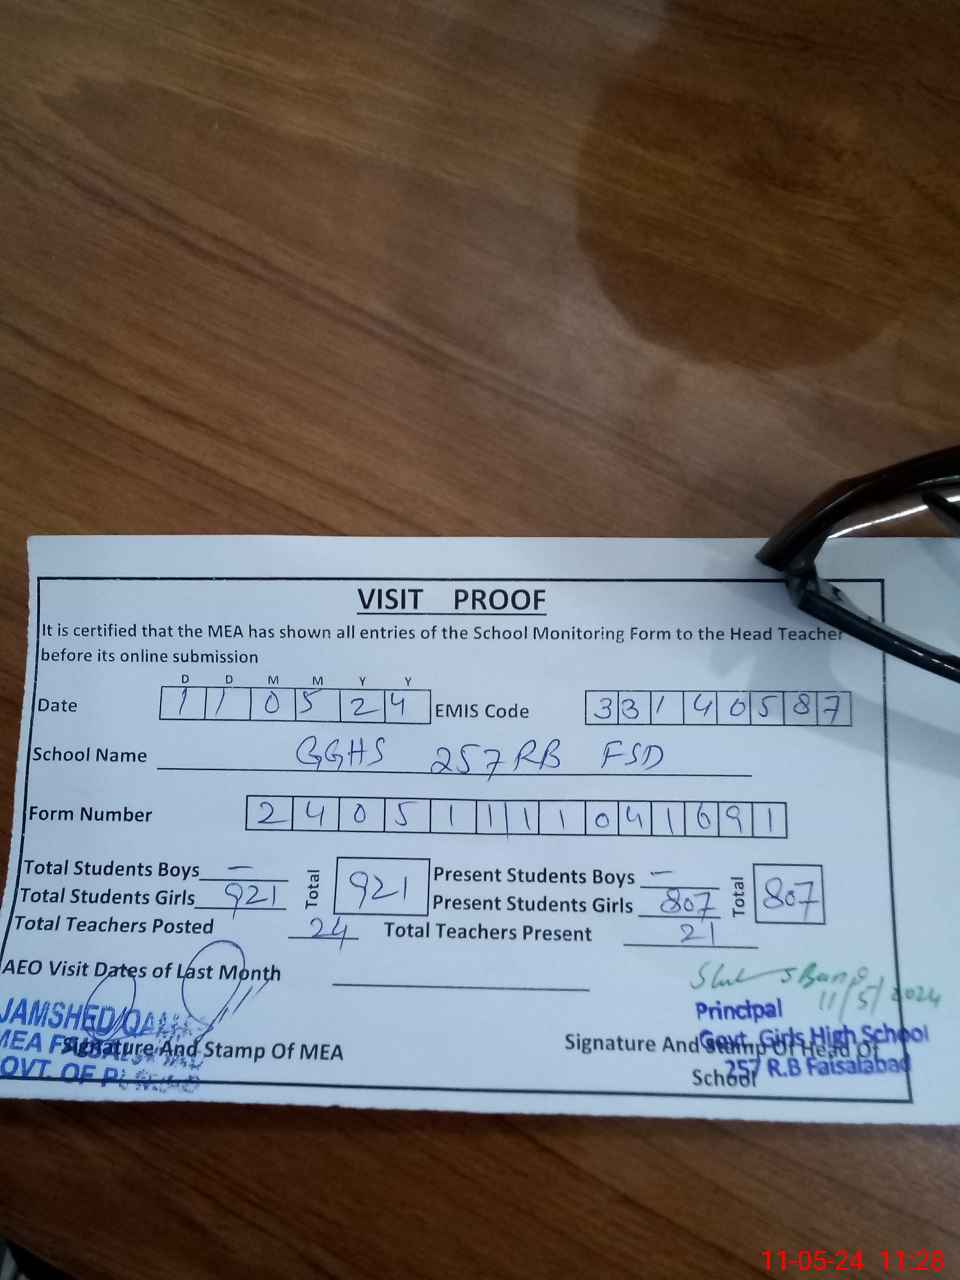 VISIT PROOF
It is certified that the MEA has shown all entries of the School Monitoring Form to the Head Teacher
before its online submission
D D M M Y Y
Date 1 1 0 5 2 4 EMIS Code 3 3 1 4 0 5 8 7
School Name GGHS 257 RB FSD
Form Number 2 4 0 5 1 1 1 1 0 4 1 6 9 1
Total Students Boys — Total 921 Present Students Boys — Total 807
Total Students Girls 921 Present Students Girls 807
Total Teachers Posted 24 Total Teachers Present 21
AEO Visit Dates of Last Month
11/5/2024
JAMSHED
MEA
GOVT. OF
Signature And Stamp Of MEA
Principal
Govt. Girls High School
257 R.B Faisalabad
Signature And Stamp Of Head Of
School
11-05-24 11:28